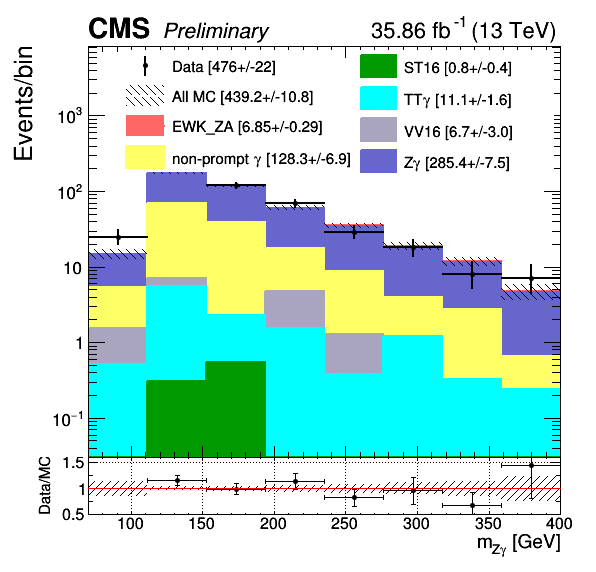 CMS Preliminary 35.86 fb⁻¹ (13 TeV)
Events/bin
Data [476+/-22]
All MC [439.2+/-10.8]
EWK_ZA [6.85+/-0.29]
non-prompt γ [128.3+/-6.9]
ST16 [0.8+/-0.4]
TTγ [11.1+/-1.6]
VV16 [6.7+/-3.0]
Zγ [285.4+/-7.5]
10³
10²
10
1
10⁻¹
Data/MC
1.5
1
0.5
100 150 200 250 300 350 400
m_Zγ [GeV]